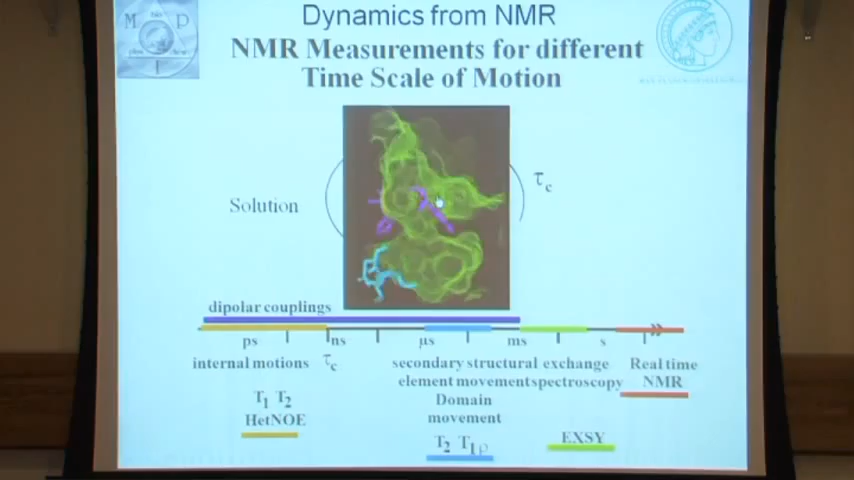 Dynamics from NMR
M P
I
NMR Measurements for different
Time Scale of Motion
Solution
τc
dipolar couplings
ps ns µs ms s
internal motions τc secondary structural exchange Real time
element movement spectroscopy NMR
T1 T2 Domain
HetNOE movement
T2 T1ρ EXSY